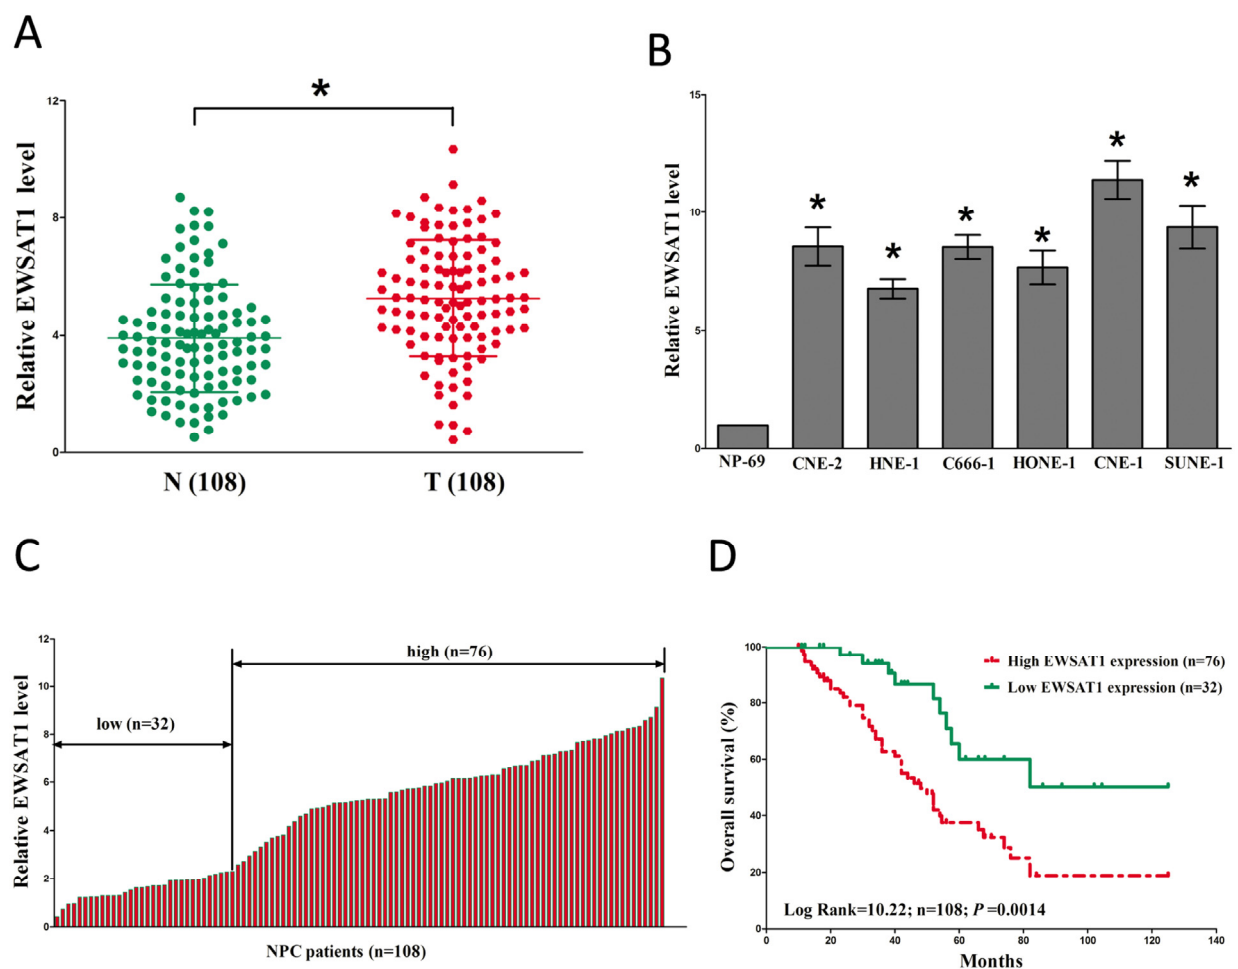 A
*
12
8
4
0
Relative EWSAT1 level
N (108)
T (108)
B
15
10
5
0
Relative EWSAT1 level
*
*
*
*
*
*
NP-69
CNE-2
HNE-1
C666-1
HONE-1
CNE-1
SUNE-1
C
12
10
8
6
4
2
0
Relative EWSAT1 level
high (n=76)
low (n=32)
NPC patients (n=108)
D
100
80
60
40
20
0
Overall survival (%)
High EWSAT1 expression (n=76)
Low EWSAT1 expression (n=32)
Log Rank=10.22; n=108; P =0.0014
0 20 40 60 80 100 120 140
Months